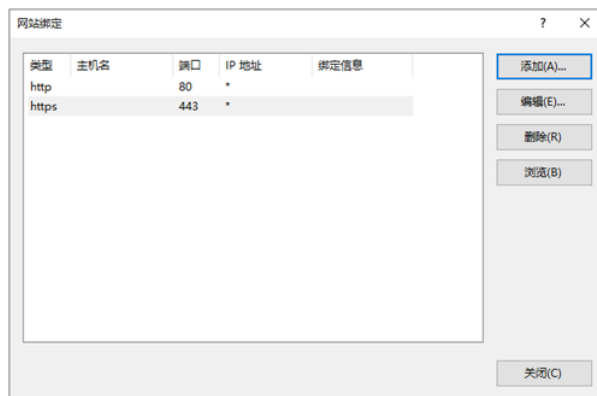 网站绑定 ? ×
类型 主机名 端口 IP 地址 绑定信息
http 80 *
https 443 *
添加(A)...
编辑(E)...
删除(R)
浏览(B)
关闭(C)